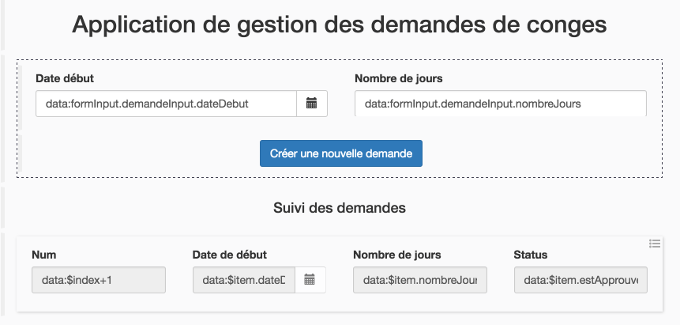 Application de gestion des demandes de conges
Date début Nombre de jours
data:formInput.demandeInput.dateDebut data:formInput.demandeInput.nombreJours
Créer une nouvelle demande
Suivi des demandes
Num Date de début Nombre de jours Status
data:$index+1 data:$item.dateD data:$item.nombreJour data:$item.estApprouve